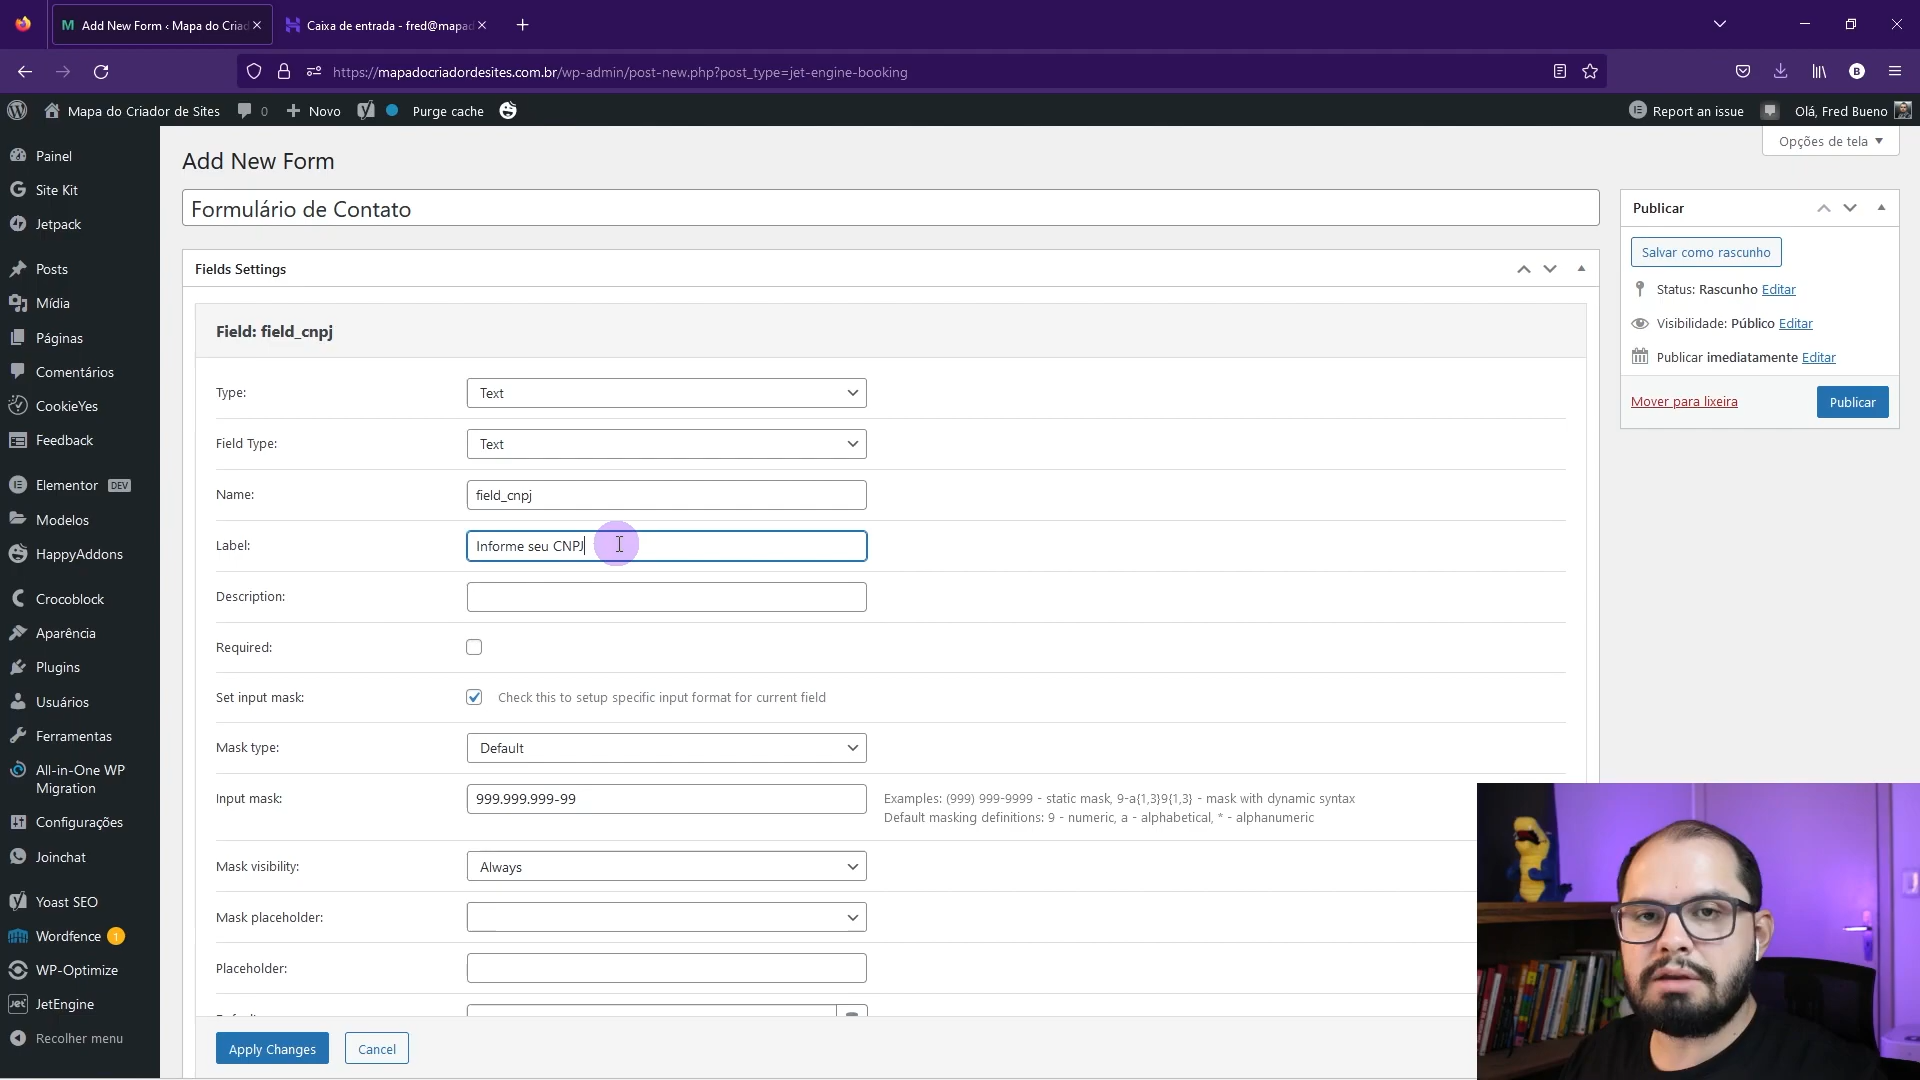 Add New Form ‹ Mapa do Criad
Caixa de entrada - fred@mapad
https://mapadocriadordesites.com.br/wp-admin/post-new.php?post_type=jet-engine-booking
B
Mapa do Criador de Sites
0
Novo
Purge cache
Report an issue
Olá, Fred Bueno
Opções de tela
Painel
Site Kit
Jetpack
Posts
Mídia
Páginas
Comentários
CookieYes
Feedback
Elementor DEV
Modelos
HappyAddons
Crocoblock
Aparência
Plugins
Usuários
Ferramentas
All-in-One WP
Migration
Configurações
Joinchat
Yoast SEO
Wordfence 1
WP-Optimize
JetEngine
Recolher menu
Add New Form
Formulário de Contato
Fields Settings
Field: field_cnpj
Type: Text
Field Type: Text
Name: field_cnpj
Label: Informe seu CNPJ
Description:
Required:
Set input mask: Check this to setup specific input format for current field
Mask type: Default
Input mask: 999.999.999-99
Examples: (999) 999-9999 - static mask, 9-a{1,3}9{1,3} - mask with dynamic syntax
Default masking definitions: 9 - numeric, a - alphabetical, * - alphanumeric
Mask visibility: Always
Mask placeholder:
Placeholder:
Apply Changes
Cancel
Publicar
Salvar como rascunho
Status: Rascunho Editar
Visibilidade: Público Editar
Publicar imediatamente Editar
Mover para lixeira
Publicar